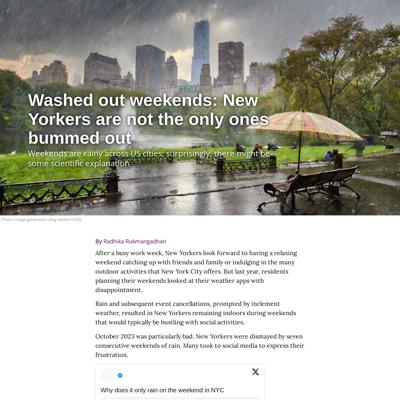 Washed out weekends: New
Yorkers are not the only ones
bummed out
Weekends are rainy across US cities; surprisingly, there might be
some scientific explanation
Photo: Image generated using Adobe Firefly
By Radhika Rukmangadhan
After a busy work week, New Yorkers look forward to having a relaxing
weekend catching up with friends and family or indulging in the many
outdoor activities that New York City offers. But last year, residents
planning their weekends looked at their weather apps with
disappointment.
Rain and subsequent event cancellations, prompted by inclement
weather, resulted in New Yorkers remaining indoors during weekends
that would typically be bustling with social activities.
October 2023 was particularly bad. New Yorkers were dismayed by seven
consecutive weekends of rain. Many took to social media to express their
frustration.
Why does it only rain on the weekend in NYC